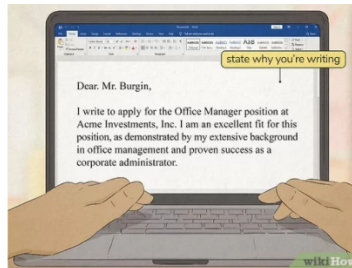 state why you're writing
Dear. Mr. Burgin,
I write to apply for the Office Manager position at
Acme Investments, Inc. I am an excellent fit for this
position, as demonstrated by my extensive background
in office management and proven success as a
corporate administrator.
wikiHow